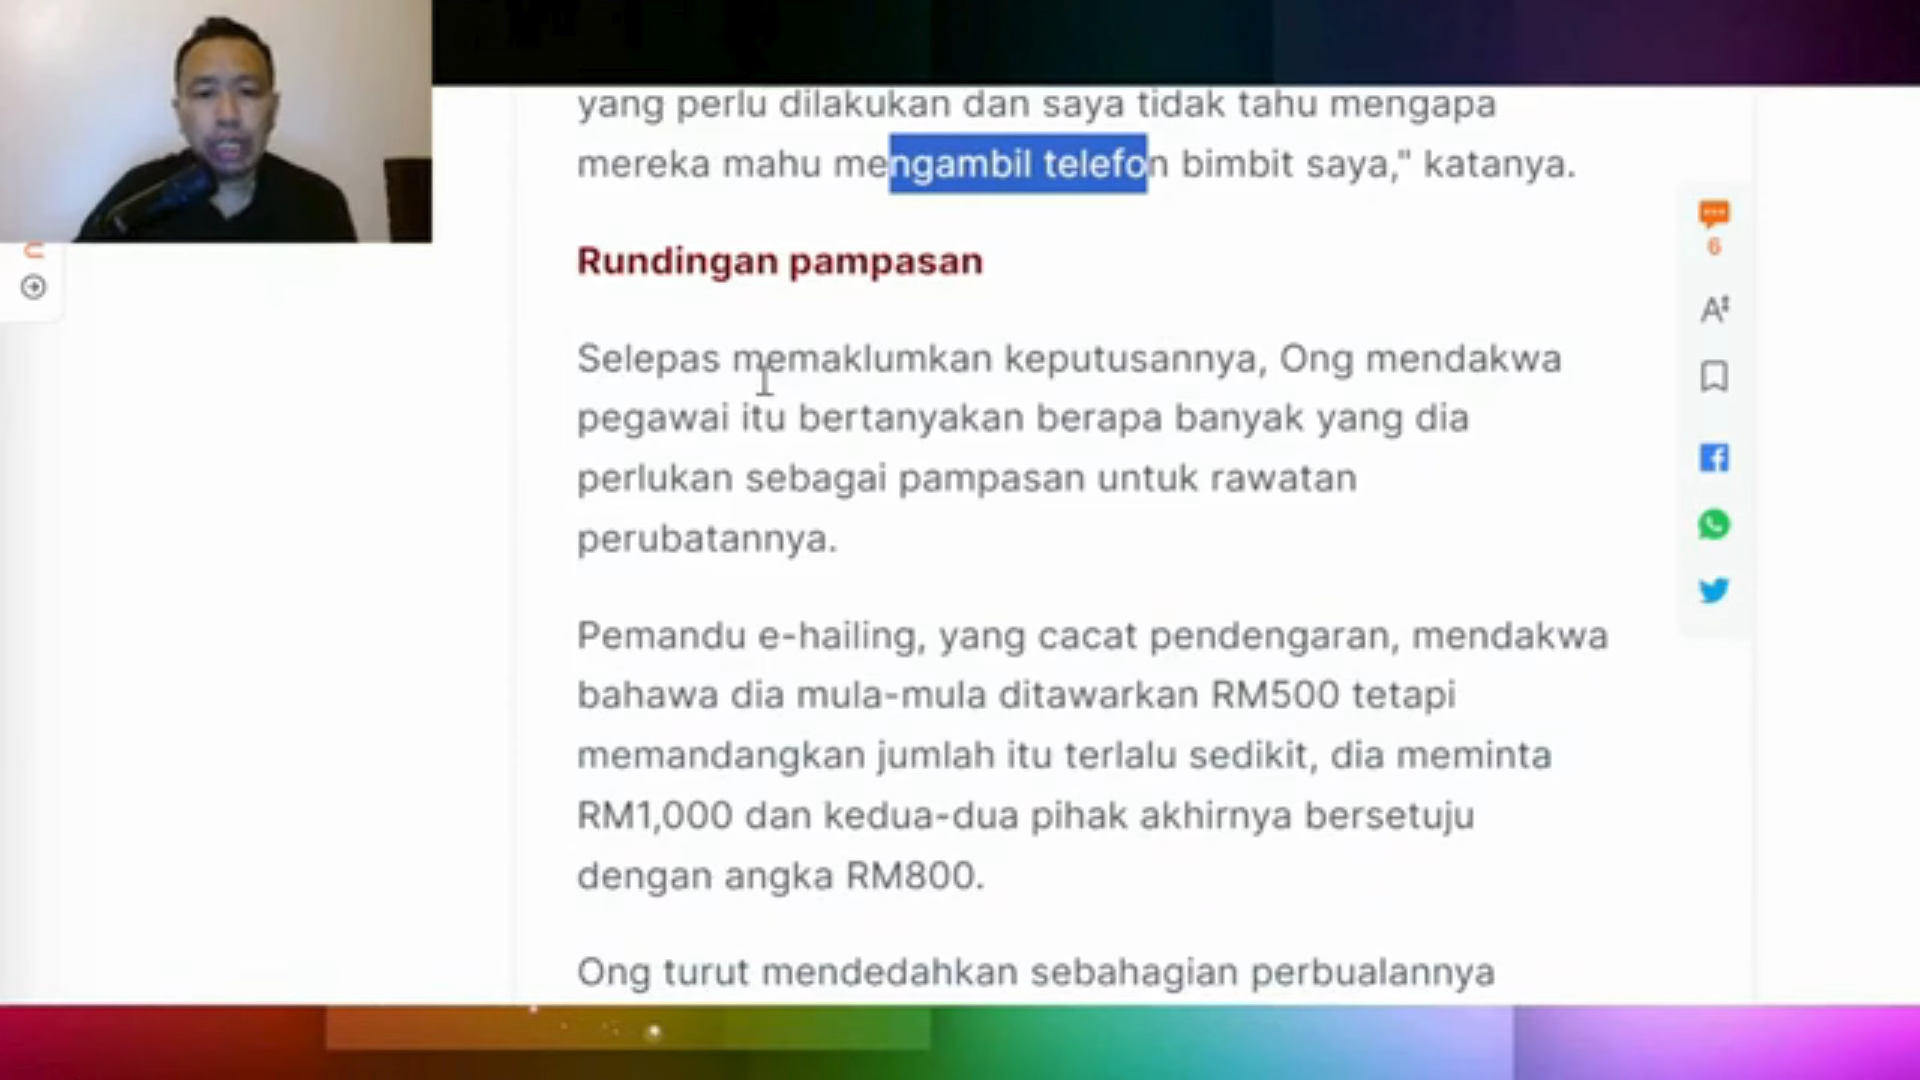 yang perlu dilakukan dan saya tidak tahu mengapa
mereka mahu mengambil telefon bimbit saya," katanya.
Rundingan pampasan
Selepas memaklumkan keputusannya, Ong mendakwa
pegawai itu bertanyakan berapa banyak yang dia
perlukan sebagai pampasan untuk rawatan
perubatannya.
Pemandu e-hailing, yang cacat pendengaran, mendakwa
bahawa dia mula-mula ditawarkan RM500 tetapi
memandangkan jumlah itu terlalu sedikit, dia meminta
RM1,000 dan kedua-dua pihak akhirnya bersetuju
dengan angka RM800.
Ong turut mendedahkan sebahagian perbualannya
6
A